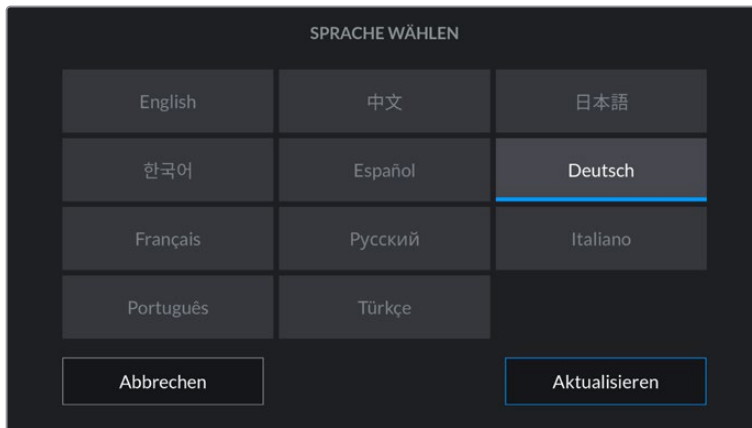 SPRACHE WÄHLEN
English 中文 日本語
한국어 Español Deutsch
Français Русский Italiano
Português Türkçe
Abbrechen Aktualisieren